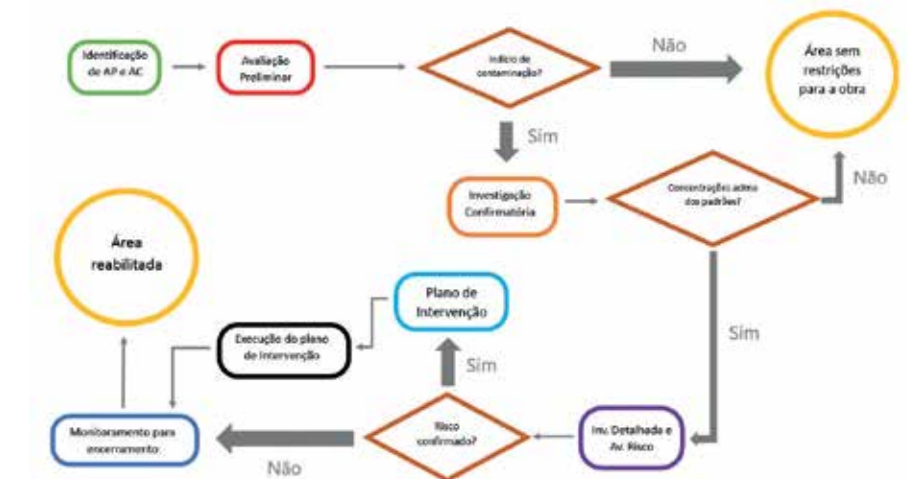 Identificação
de AP e AC
Avaliação
Preliminar
Indício de
contaminação?
Não
Área sem
restrições
para a obra
Sim
Investigação
Confirmatória
Concentrações acima
dos padrões?
Não
Sim
Inv. Detalhada e
Av. Risco
Risco
confirmado?
Sim
Plano de
Intervenção
Execução do plano
de Intervenção
Não
Monitoramento para
encerramento
Área
reabilitada